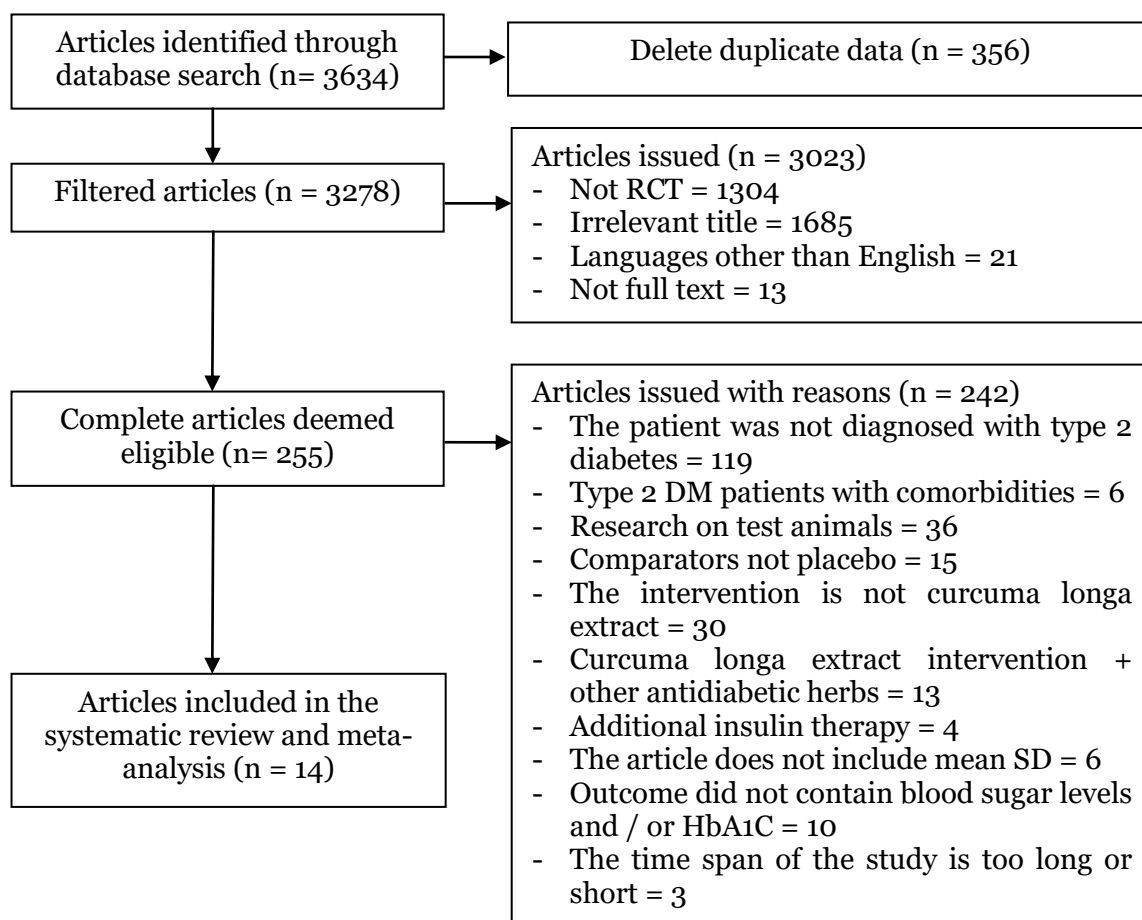 Articles identified through
database search (n= 3634)
Delete duplicate data (n = 356)
Filtered articles (n = 3278)
Articles issued (n = 3023)
- Not RCT = 1304
- Irrelevant title = 1685
- Languages other than English = 21
- Not full text = 13
Complete articles deemed
eligible (n= 255)
Articles issued with reasons (n = 242)
- The patient was not diagnosed with type 2
diabetes = 119
- Type 2 DM patients with comorbidities = 6
- Research on test animals = 36
- Comparators not placebo = 15
- The intervention is not curcuma longa
extract = 30
- Curcuma longa extract intervention +
other antidiabetic herbs = 13
- Additional insulin therapy = 4
- The article does not include mean SD = 6
- Outcome did not contain blood sugar levels
and / or HbA1C = 10
- The time span of the study is too long or
short = 3
Articles included in the
systematic review and meta-
analysis (n = 14)